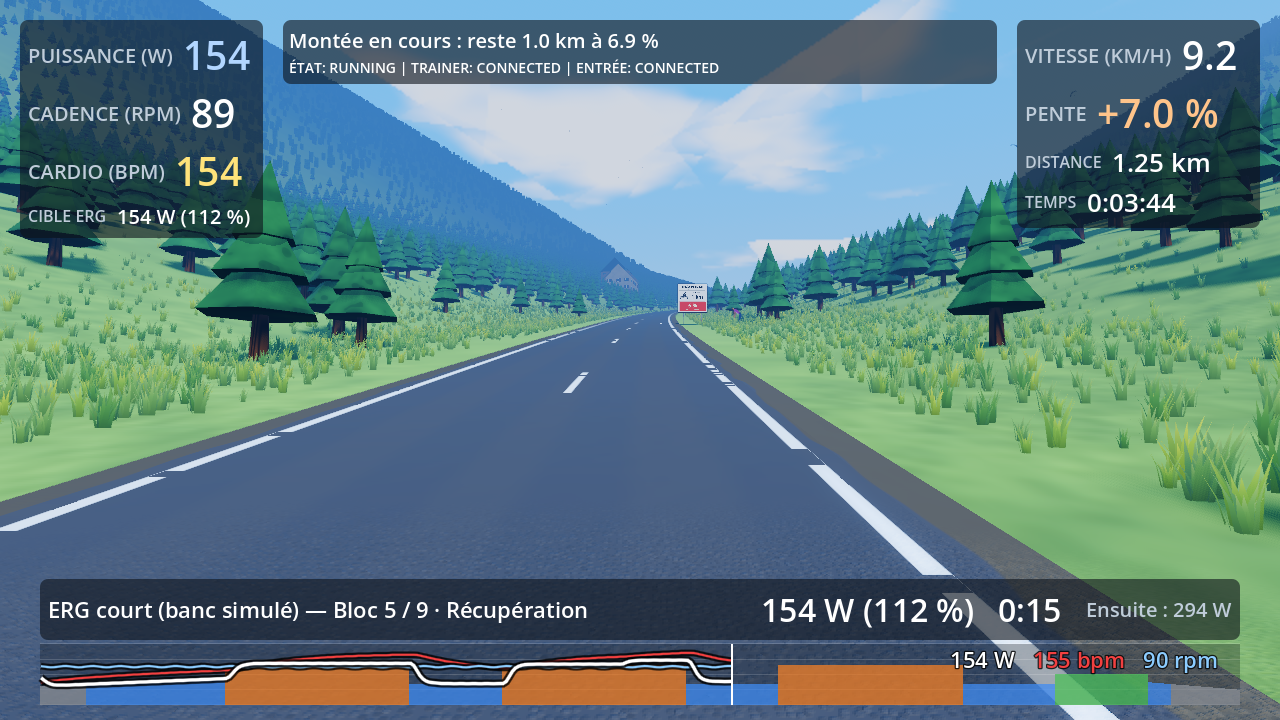 PUISSANCE (W) 154
CADENCE (RPM) 89
CARDIO (BPM) 154
CIBLE ERG 154 W (112 %)
Montée en cours : reste 1.0 km à 6.9 %
ÉTAT: RUNNING | TRAINER: CONNECTED | ENTRÉE: CONNECTED
VITESSE (KM/H) 9.2
PENTE +7.0 %
DISTANCE 1.25 km
TEMPS 0:03:44
ERG court (banc simulé) — Bloc 5 / 9 · Récupération
154 W (112 %) 0:15 Ensuite : 294 W
154 W 155 bpm 90 rpm